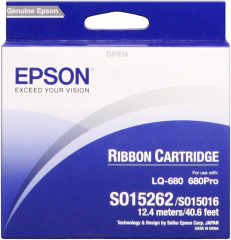 Genuine Epson
OPEN
EPSON
EXCEED YOUR VISION
RIBBON CARTRIDGE
For use with:
LQ-680 680Pro
S015262/S015016
12.4 meters/40.6 feet
Technology & Design by Seiko Epson Corp. JAPAN